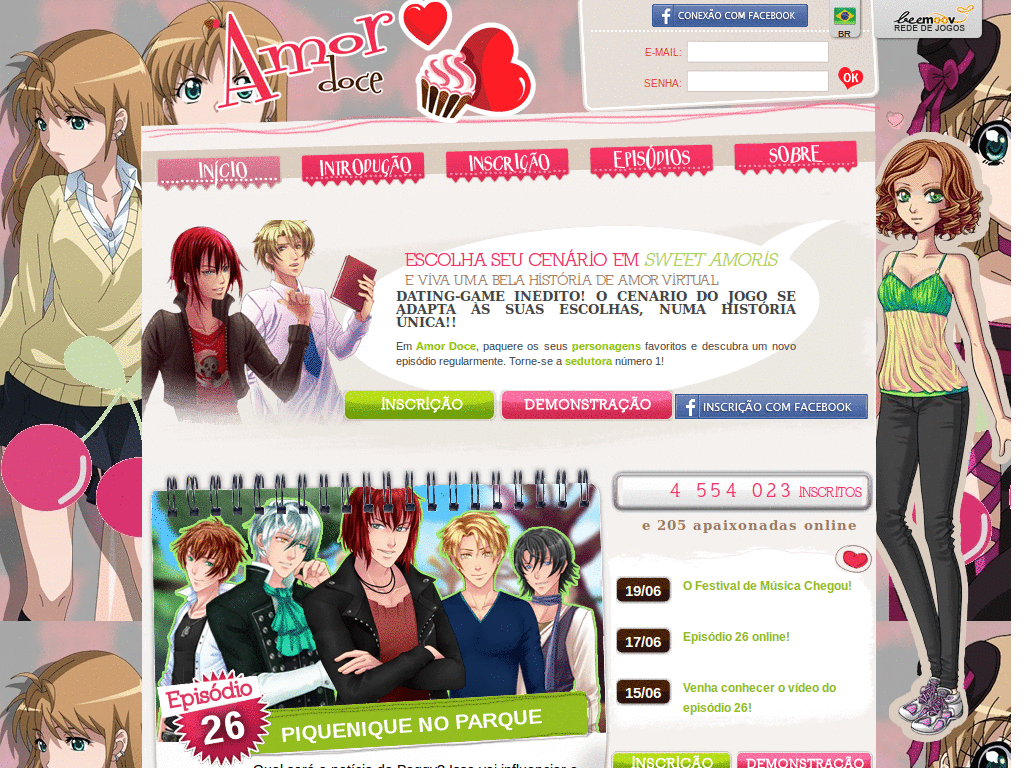 Amor
doce
CONEXÃO COM FACEBOOK
BR
beemoov
REDE DE JOGOS
E-MAIL:
SENHA:
OK
INÍCIO
INTRODUÇÃO
INSCRIÇÃO
EPISÓDIOS
SOBRE
ESCOLHA SEU CENÁRIO EM SWEET AMORIS
E VIVA UMA BELA HISTÓRIA DE AMOR VIRTUAL
DATING-GAME INÉDITO! O CENÁRIO DO JOGO SE
ADAPTA ÀS SUAS ESCOLHAS, NUMA HISTÓRIA
ÚNICA!!
Em Amor Doce, paquere os seus personagens favoritos e descubra um novo
episódio regularmente. Torne-se a sedutora número 1!
INSCRIÇÃO
DEMONSTRAÇÃO
INSCRIÇÃO COM FACEBOOK
4 554 023 INSCRITOS
e 205 apaixonadas online
19/06
O Festival de Música Chegou!
17/06
Episódio 26 online!
15/06
Venha conhecer o vídeo do
episódio 26!
Episódio
26
PIQUENIQUE NO PARQUE
INSCRIÇÃO
DEMONSTRAÇÃO